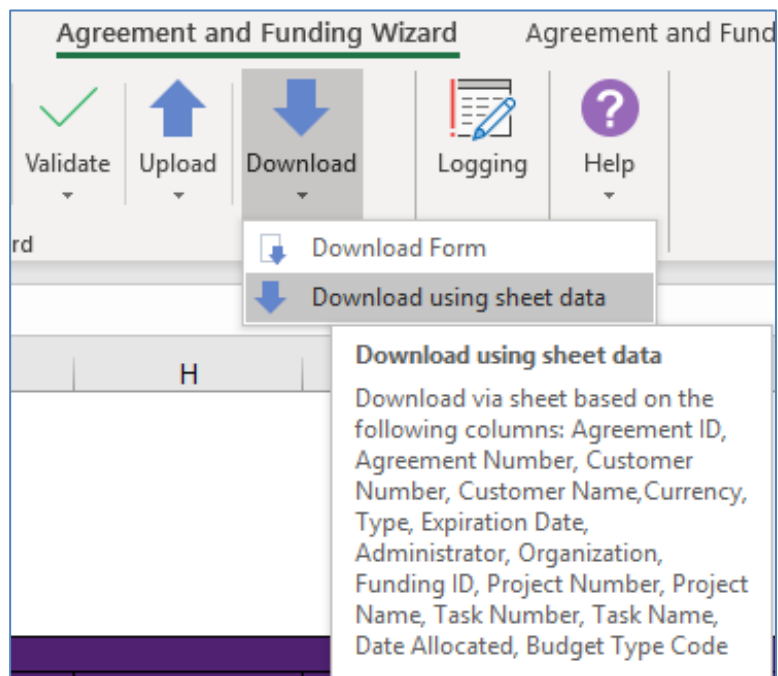 Agreement and Funding Wizard Agreement and Fund
Validate Upload Download Logging Help
rd
Download Form
Download using sheet data
Download using sheet data
H
Download via sheet based on the
following columns: Agreement ID,
Agreement Number, Customer
Number, Customer Name,Currency,
Type, Expiration Date,
Administrator, Organization,
Funding ID, Project Number, Project
Name, Task Number, Task Name,
Date Allocated, Budget Type Code